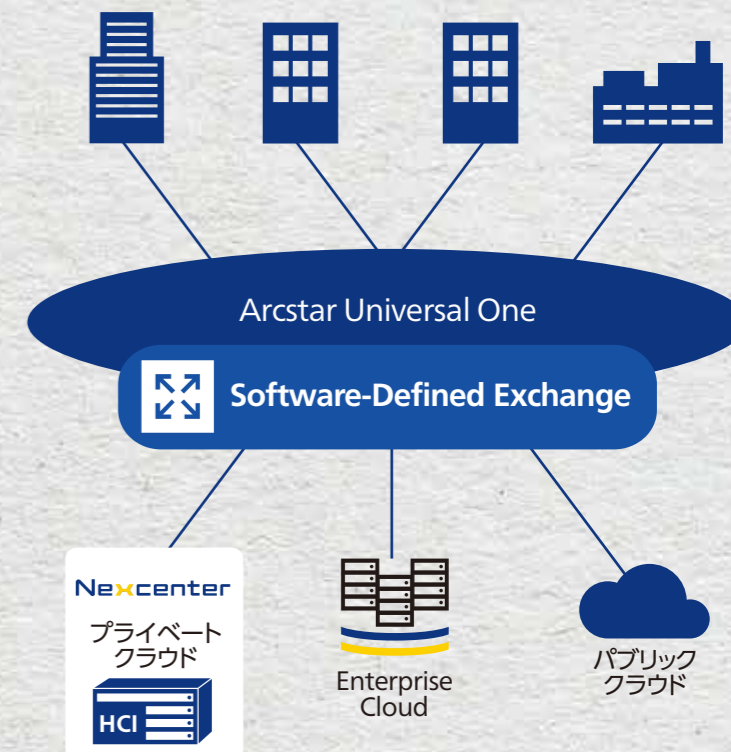 Arcstar Universal One
Software-Defined Exchange
Nexcenter
プライベート
クラウド
HCI
Enterprise
Cloud
パブリック
クラウド